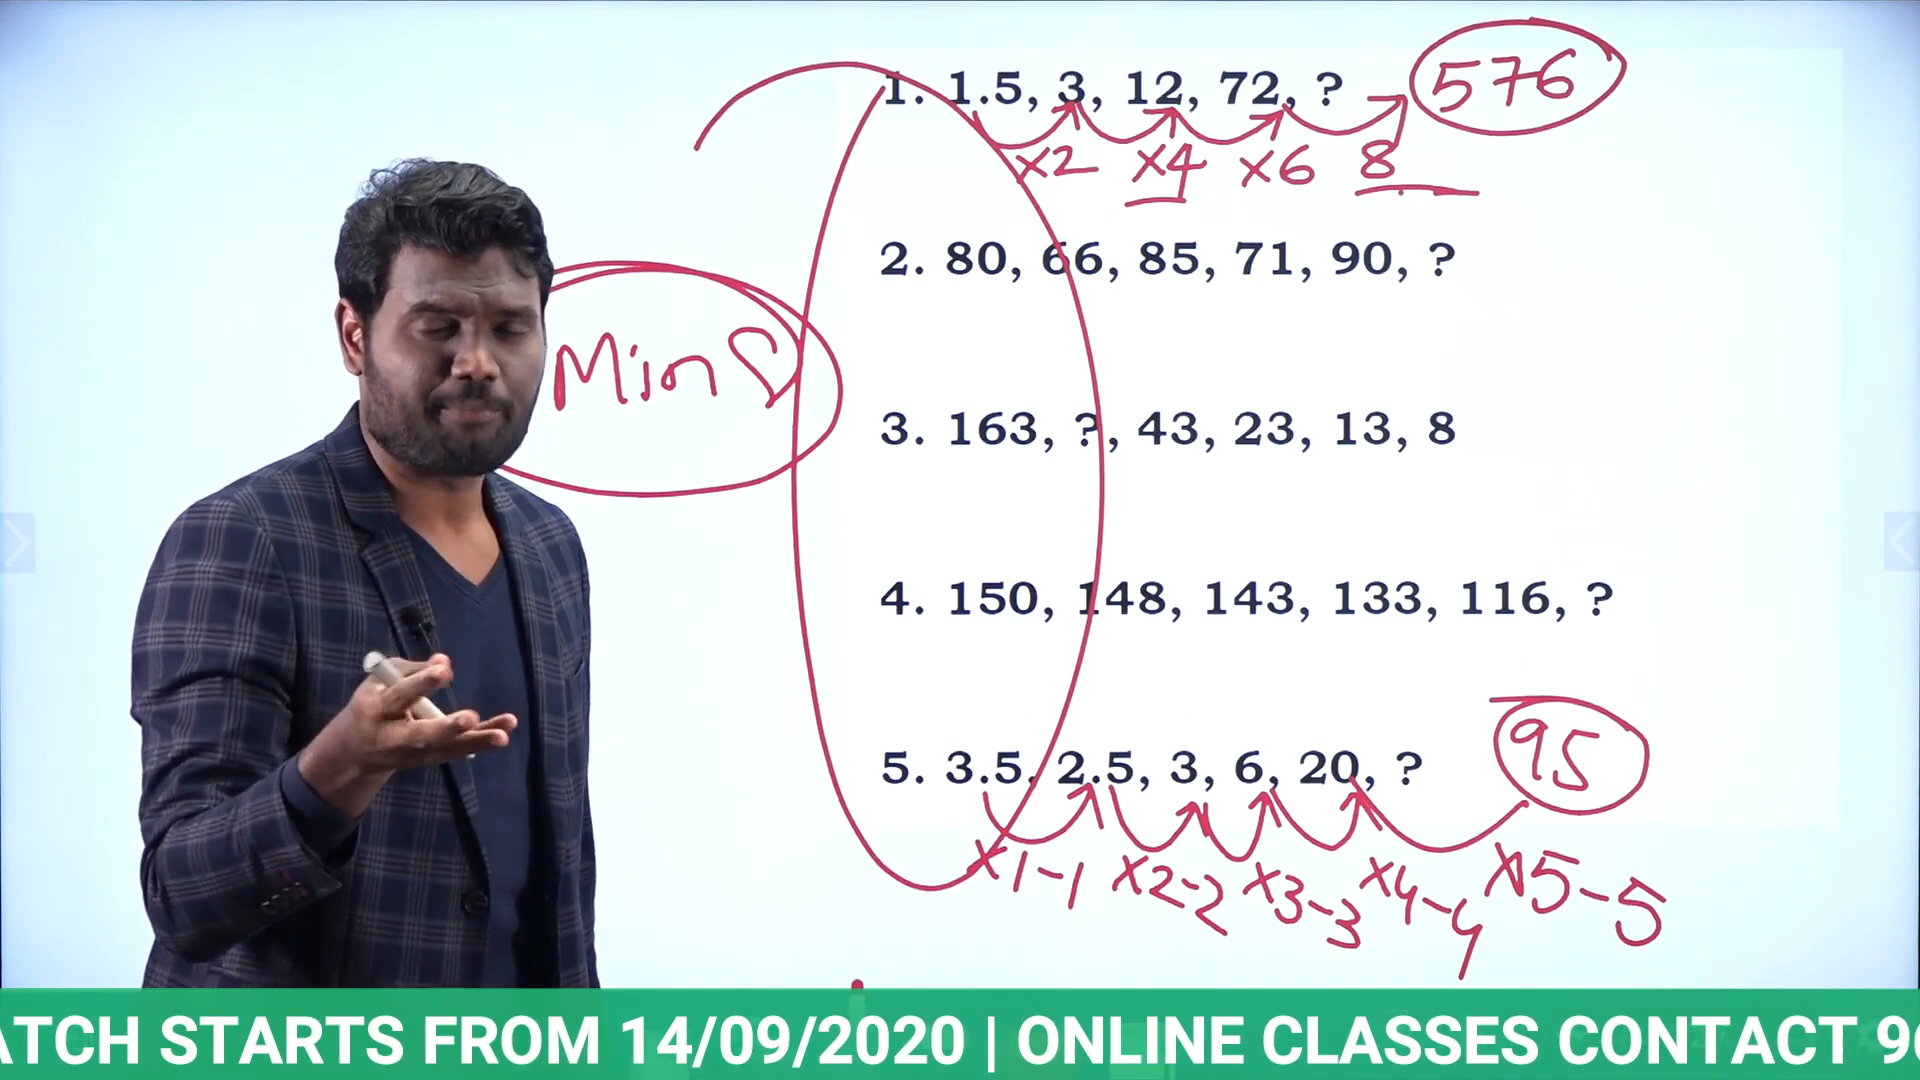 1. 1.5, 3, 12, 72, ? 576
×2 ×4 ×6 8
2. 80, 66, 85, 71, 90, ?
3. 163, ?, 43, 23, 13, 8
4. 150, 148, 143, 133, 116, ?
5. 3.5, 2.5, 3, 6, 20, ? 95
×1-1 ×2-2 ×3-3 ×4-4 ×5-5
ATCH STARTS FROM 14/09/2020 | ONLINE CLASSES CONTACT 9